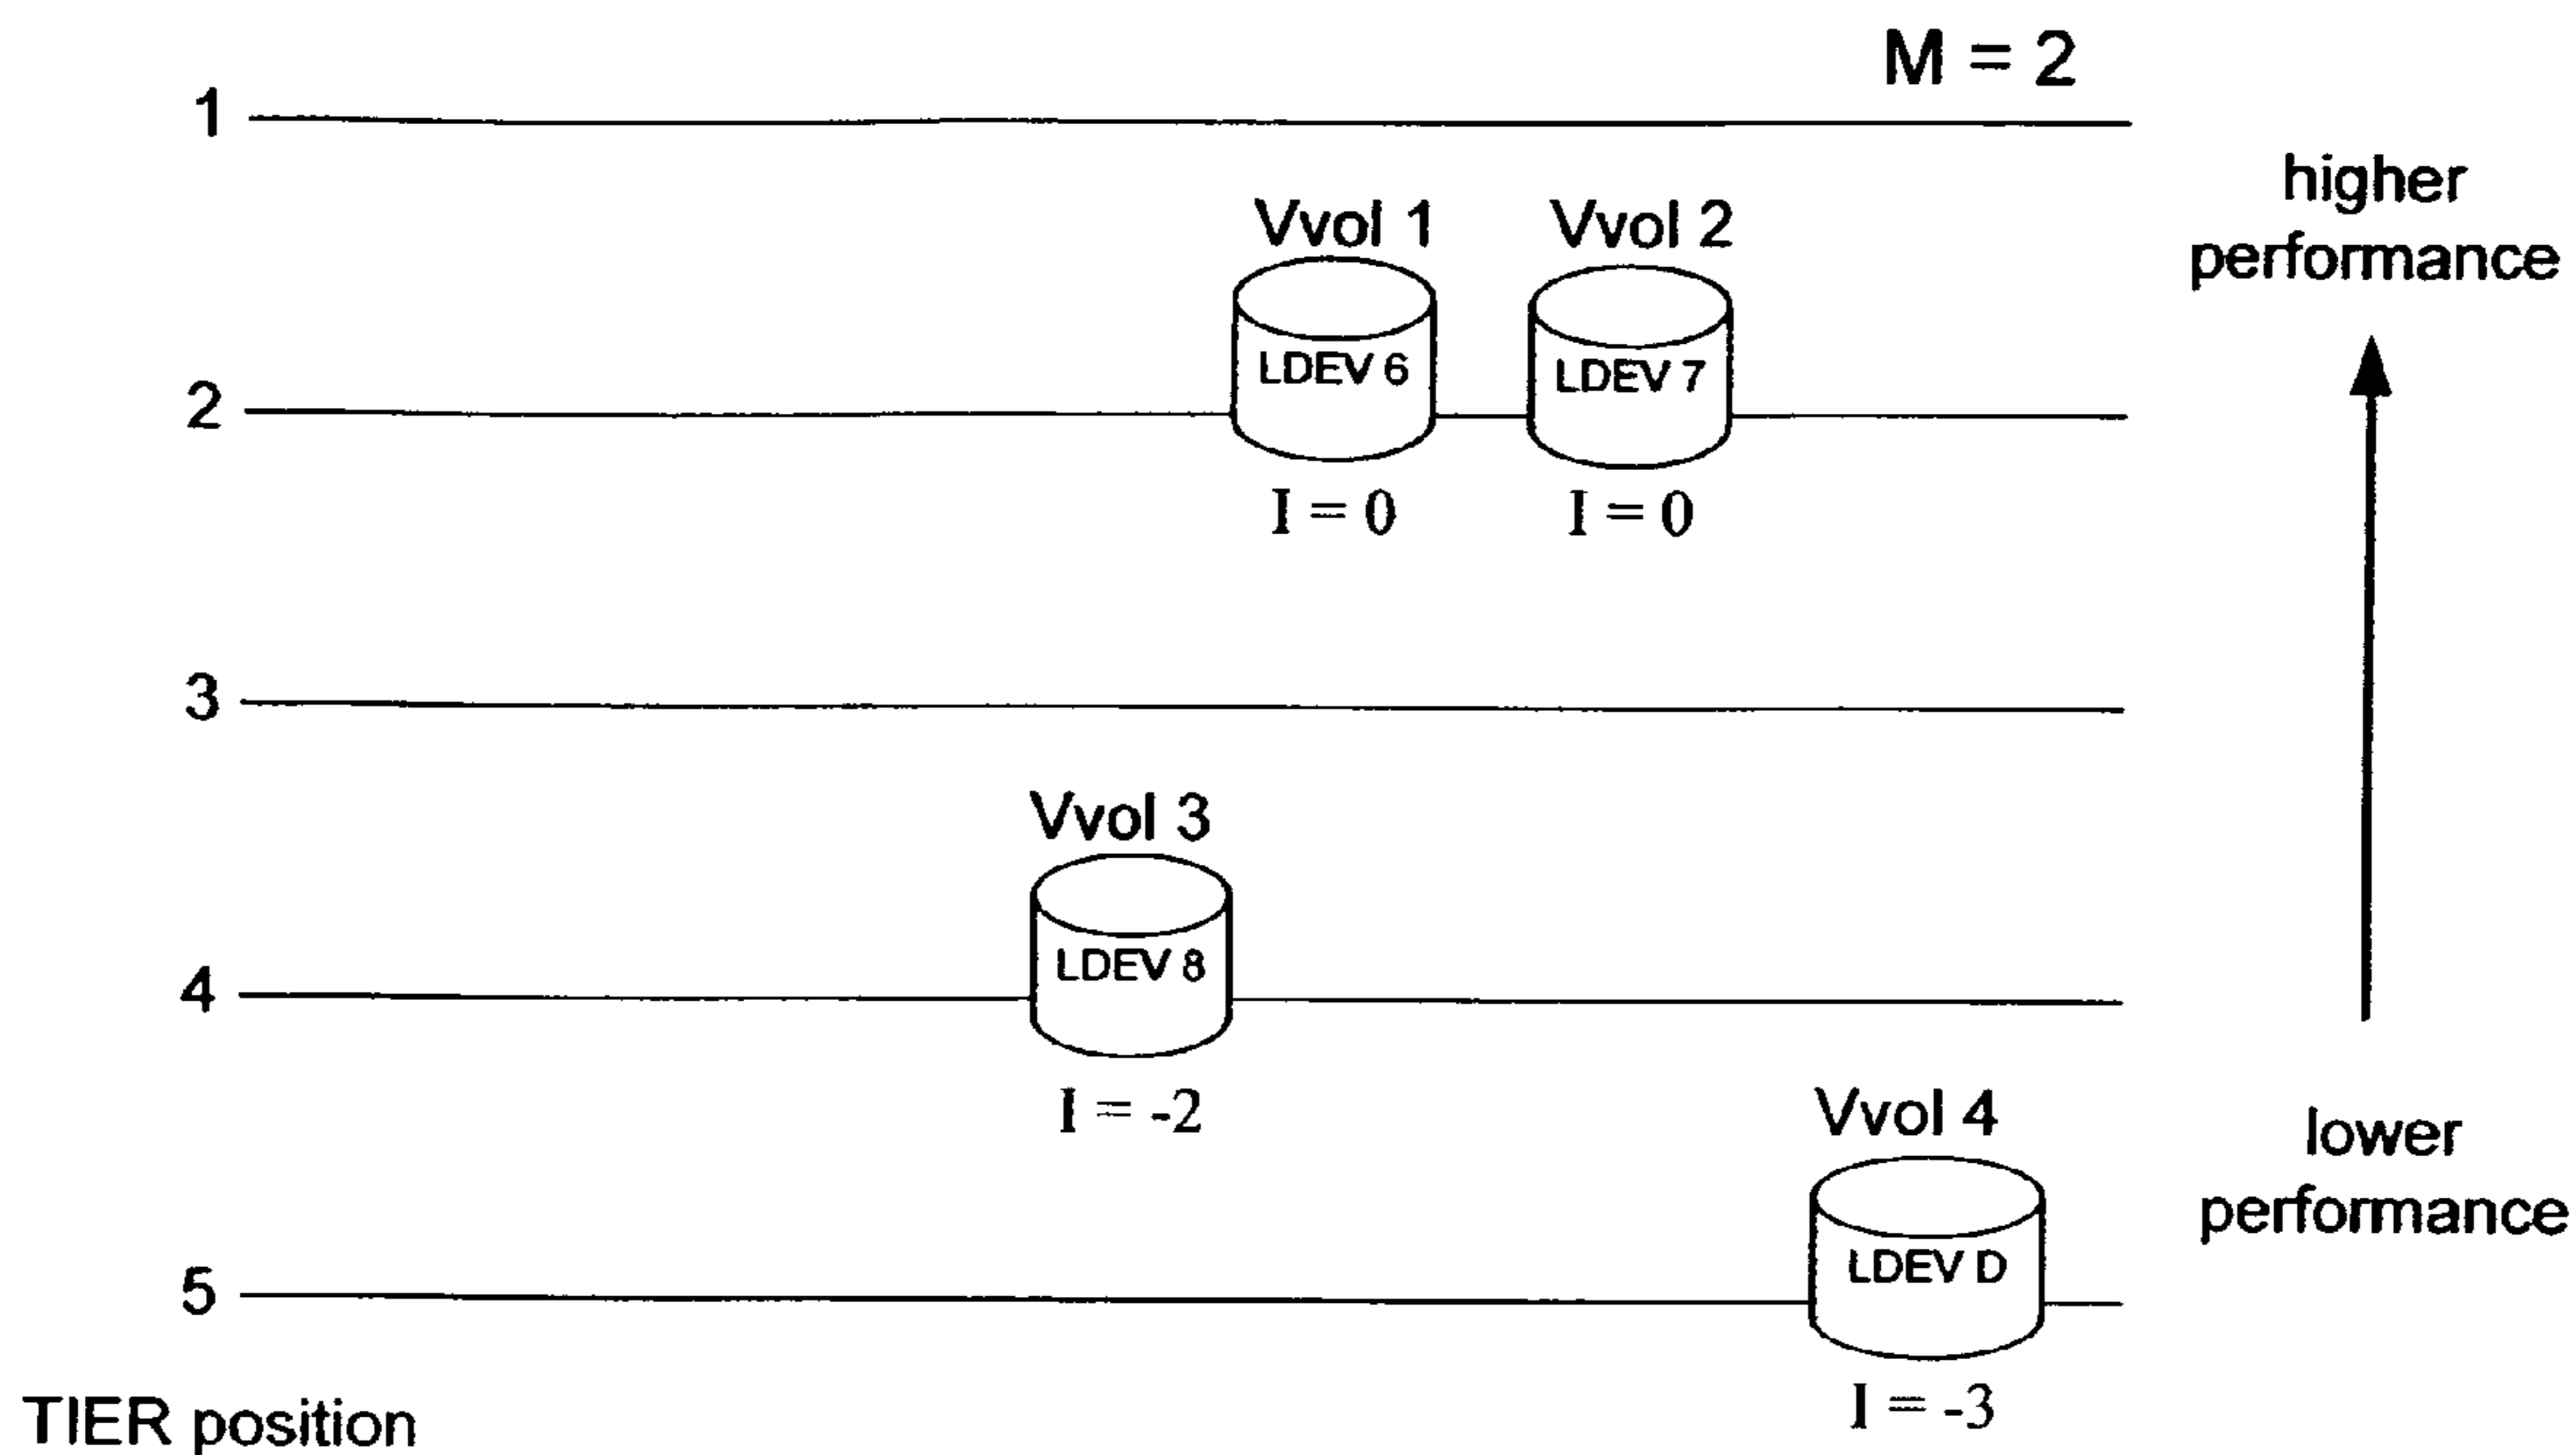 M = 2
1
higher
performance
Vvol 1
Vvol 2
LDEV 6
LDEV 7
2
I = 0
I = 0
3
Vvol 3
LDEV 8
4
I = -2
Vvol 4
lower
performance
LDEV D
5
I = -3
TIER position